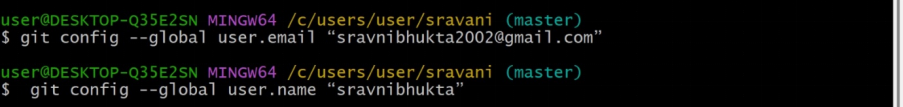 user@DESKTOP-Q35E2SN MINGW64 /c/users/user/sravani (master)
$ git config --global user.email “sravnibhukta2002@gmail.com”
user@DESKTOP-Q35E2SN MINGW64 /c/users/user/sravani (master)
$  git config --global user.name “sravnibhukta”